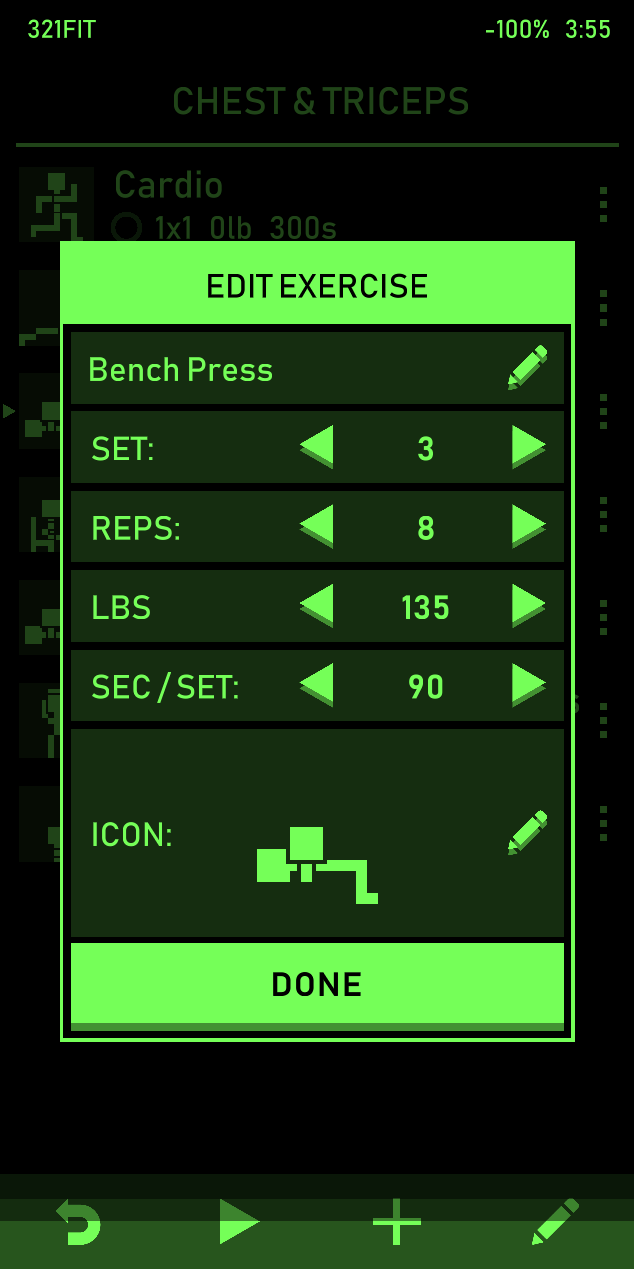 321FIT
-100% 3:55
CHEST & TRICEPS
Cardio
1x1 0lb 300s
EDIT EXERCISE
Bench Press
SET: 3
REPS: 8
LBS 135
SEC / SET: 90
ICON:
DONE